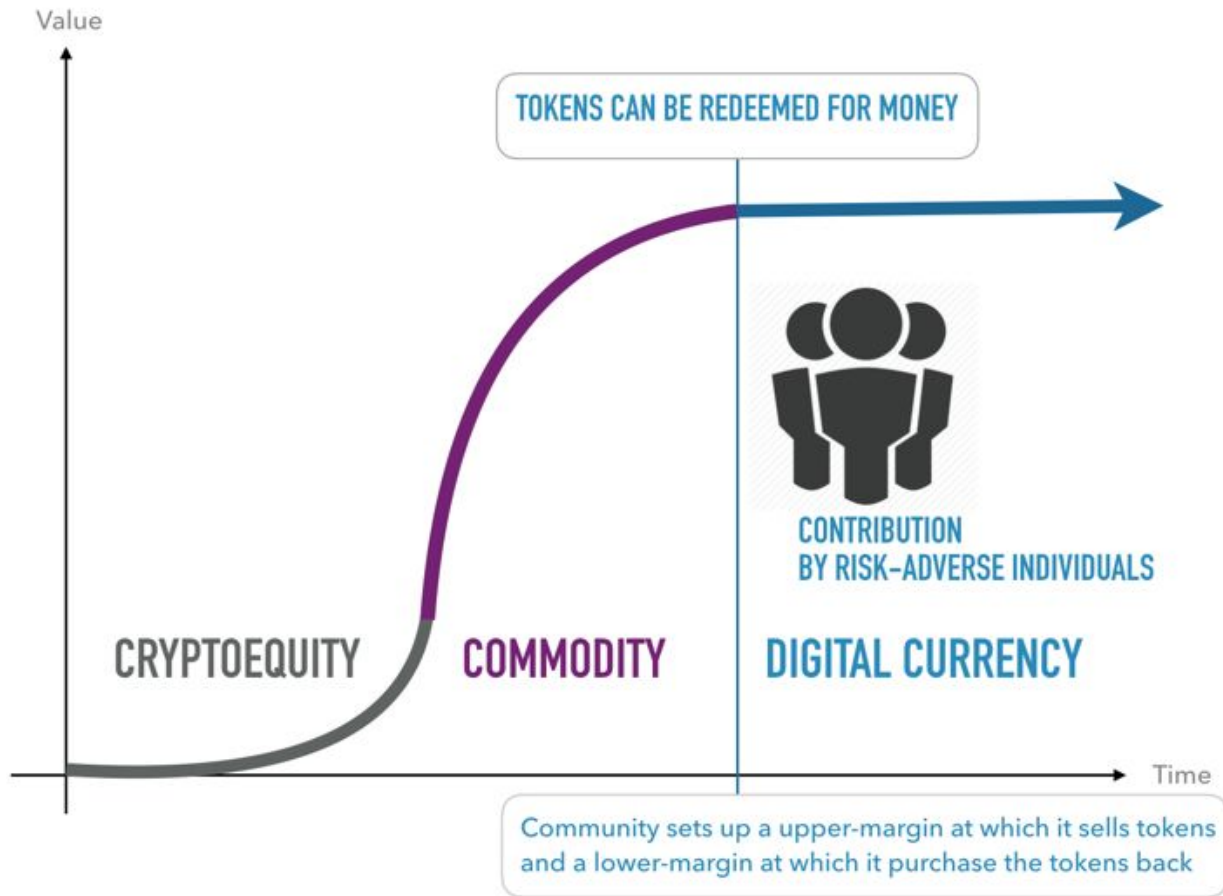 Value
TOKENS CAN BE REDEEMED FOR MONEY
CONTRIBUTION
BY RISK-ADVERSE INDIVIDUALS
CRYPTOEQUITY
COMMODITY
DIGITAL CURRENCY
Time
Community sets up a upper-margin at which it sells tokens
and a lower-margin at which it purchase the tokens back